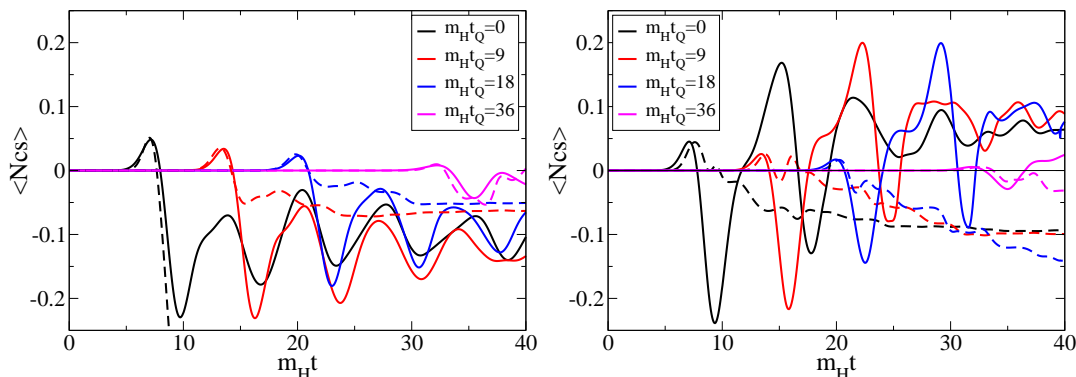 0.2
0.1
0
-0.1
-0.2
<Ncs>
m_H t_Q=0
m_H t_Q=9
m_H t_Q=18
m_H t_Q=36
0 10 20 30 40
m_H t
0.2
0.1
0
-0.1
-0.2
<Ncs>
m_H t_Q=0
m_H t_Q=9
m_H t_Q=18
m_H t_Q=36
0 10 20 30 40
m_H t